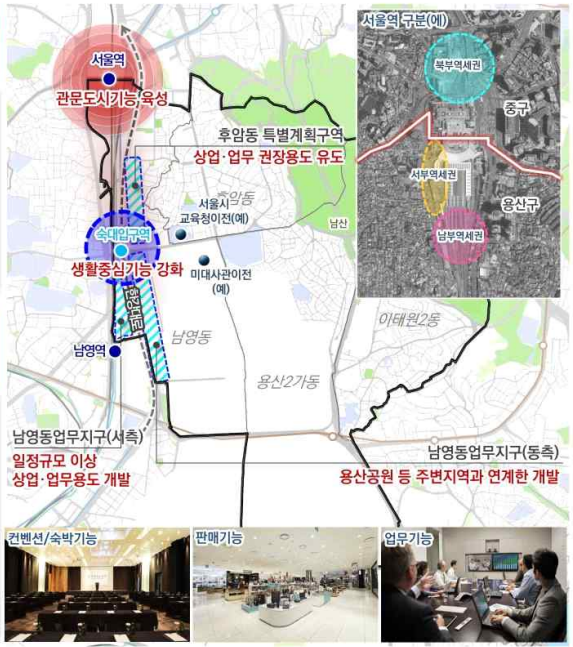 서울역
관문도시기능 육성
서울역 구분(예)
북부역세권
중구
서부역세권
용산구
남부역세권
후암동 특별계획구역
상업·업무 권장용도 유도
후암동
서울시
교육청이전(예)
남산
숙대입구역
생활중심기능 강화
미대사관이전
(예)
한강대로
남영동
이태원2동
남영역
용산2가동
남영동업무지구(서측)
일정규모 이상
상업·업무용도 개발
남영동업무지구(동측)
용산공원 등 주변지역과 연계한 개발
컨벤션/숙박기능
판매기능
업무기능